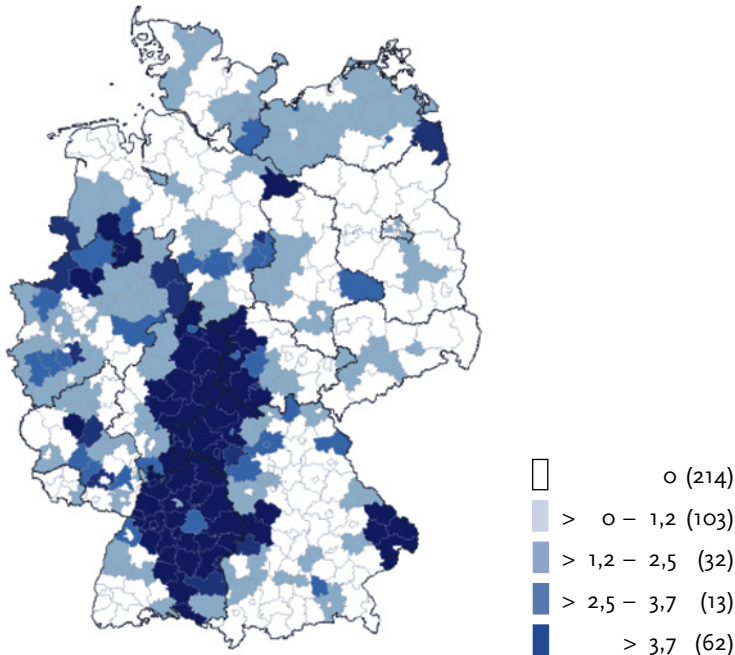 0 (214)
> 0 – 1,2 (103)
> 1,2 – 2,5 (32)
> 2,5 – 3,7 (13)
> 3,7 (62)